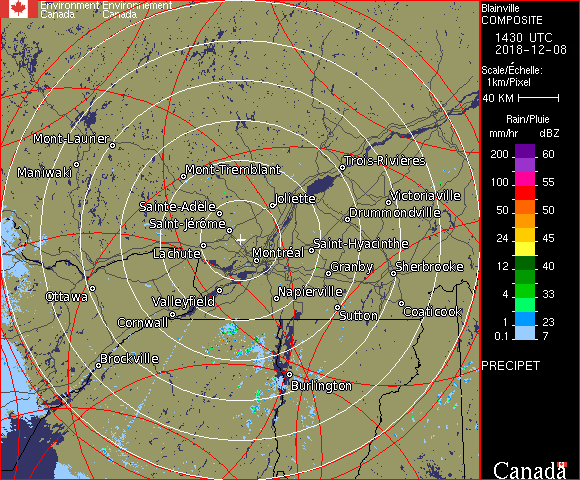 Environment Environnement
Canada Canada
Blainville
COMPOSITE
1430 UTC
2018-12-08
Scale/Échelle:
1km/Pixel
40 KM
Rain/Pluie
mm/hr dBZ
200 60
150 57
100 55
50 50
24 45
12 40
4 33
1 23
0.1 7
PRECIPET
Canada
Mont-Laurier
Maniwaki
Mont-Tremblant
Trois-Rivières
Sainte-Adèle
Joliette
Victoriaville
Drummondville
Saint-Jérôme
Lachute
Montréal
Saint-Hyacinthe
Granby
Sherbrooke
Ottawa
Valleyfield
Napierville
Cornwall
Sutton
Coaticook
Brockville
Burlington